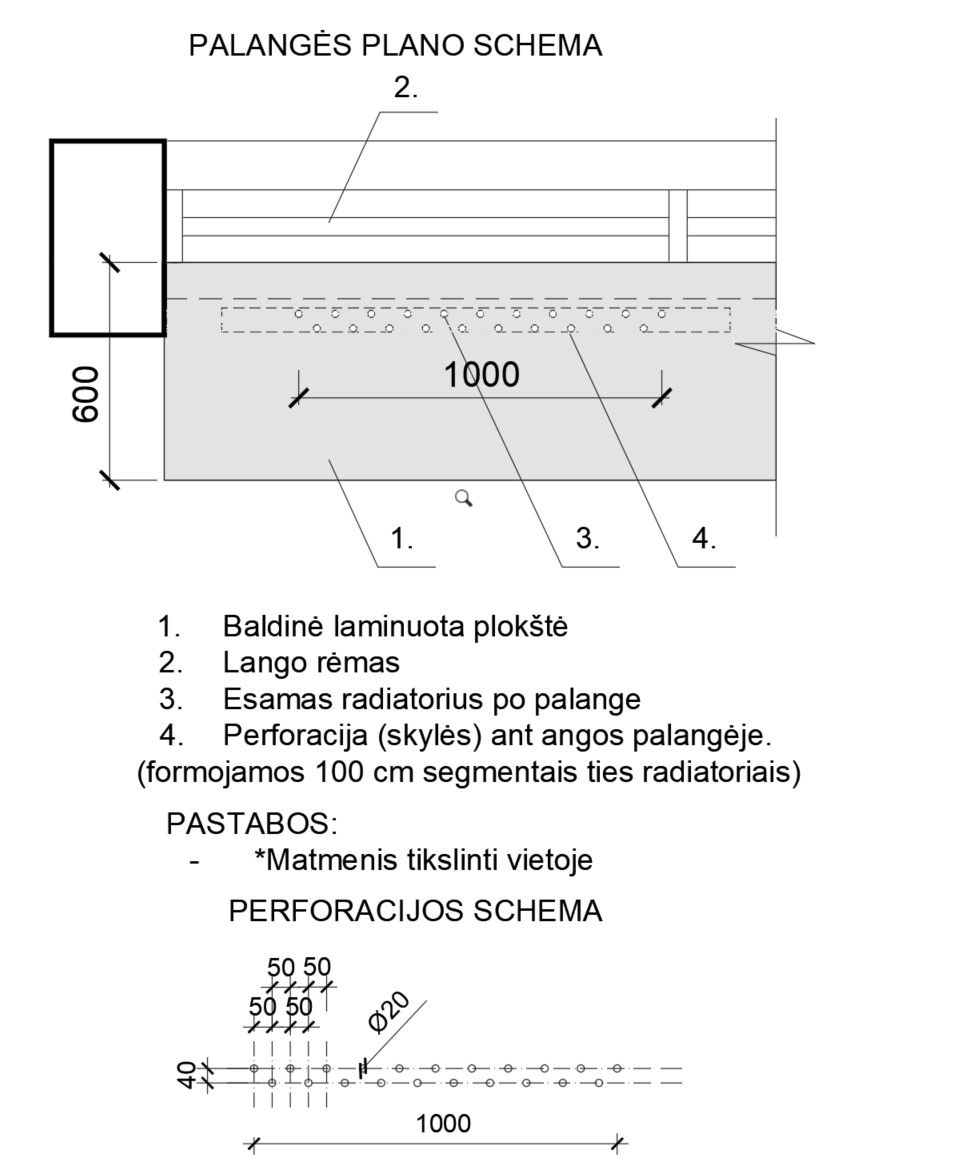 PALANGĖS PLANO SCHEMA
2.
1000
600
1.
3.
4.
1. Baldinė laminuota plokštė
2. Lango rėmas
3. Esamas radiatorius po palange
4. Perforacija (skylės) ant angos palangėje.
(formojamos 100 cm segmentais ties radiatoriais)
PASTABOS:
- *Matmenis tikslinti vietoje
PERFORACIJOS SCHEMA
50 50
50 50
Ø20
40
1000